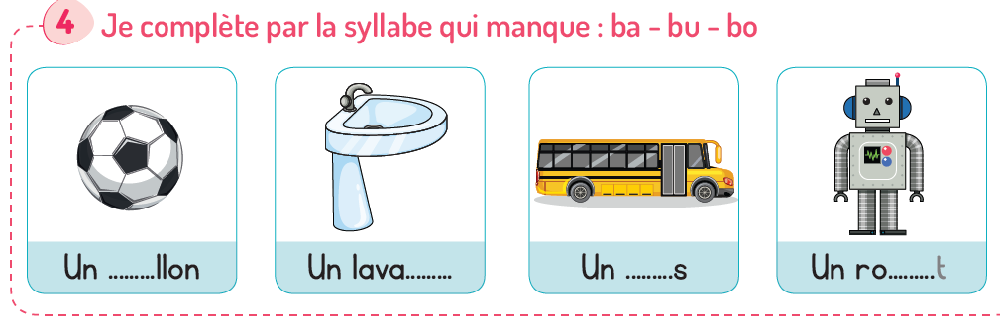 4 Je complète par la syllabe qui manque : ba - bu - bo
Un .........llon
Un lava.........
Un .........s
Un ro.........t